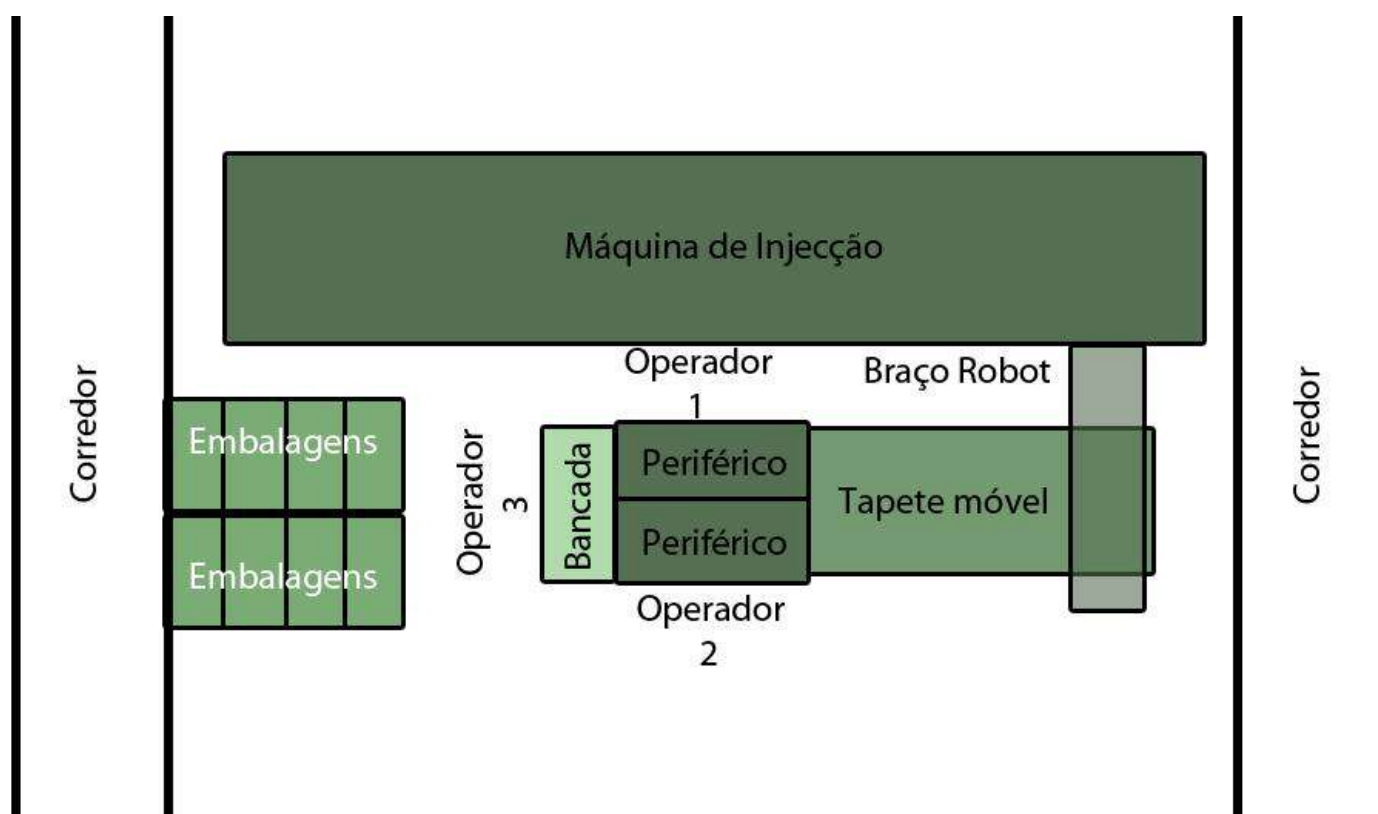 Máquina de Injecção
Operador
1
Braço Robot
Corredor
Embalagens
Embalagens
Operador
3
Bancada
Periférico
Periférico
Tapete móvel
Operador
2
Corredor